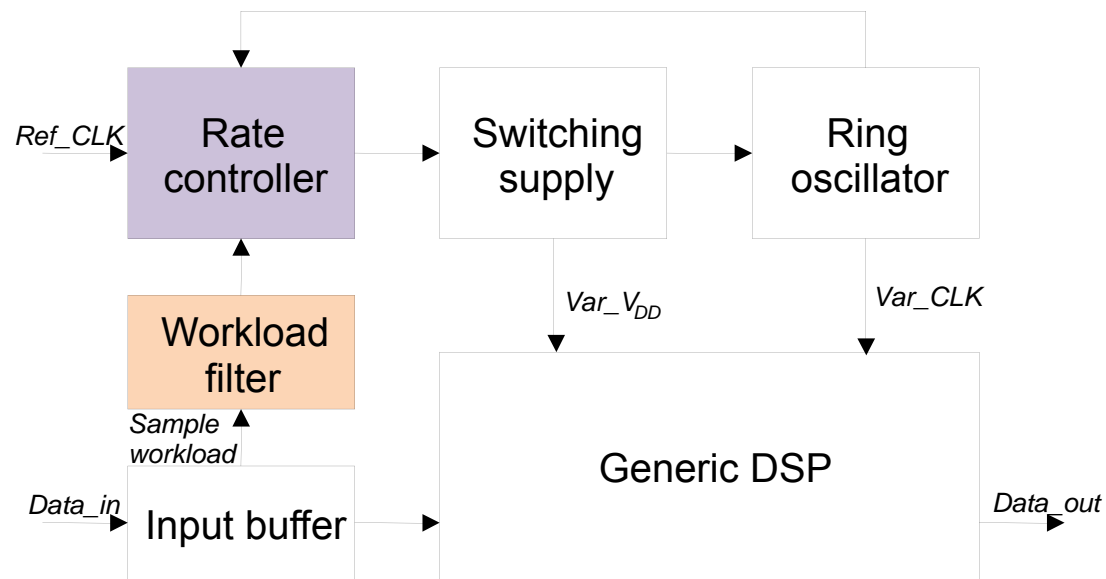 Ref_CLK
Rate
controller
Switching
supply
Ring
oscillator
Var_VDD
Var_CLK
Workload
filter
Sample
workload
Generic DSP
Data_in
Input buffer
Data_out